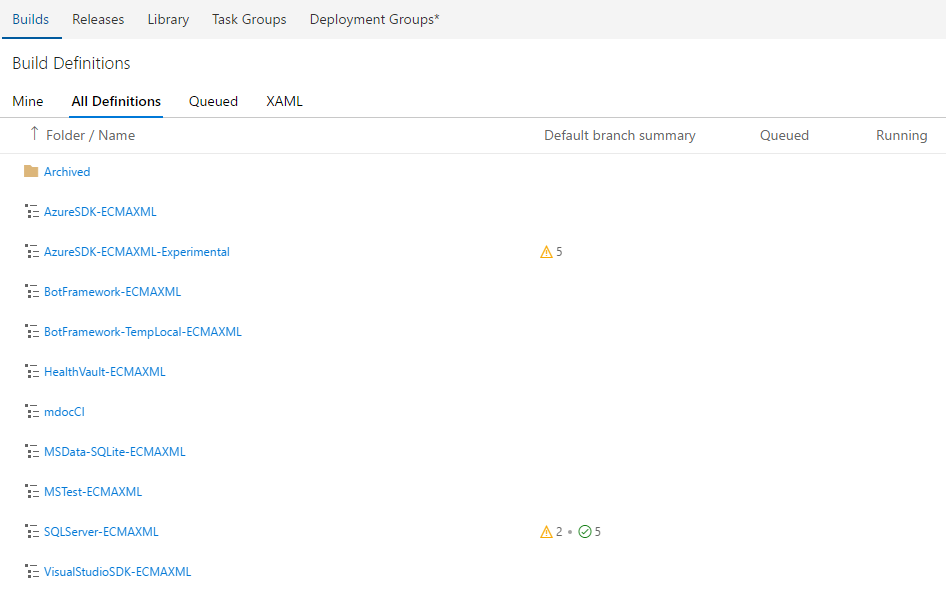 Builds Releases Library Task Groups Deployment Groups*
Build Definitions
Mine All Definitions Queued XAML
Folder / Name Default branch summary Queued Running
Archived
AzureSDK-ECMAXML
AzureSDK-ECMAXML-Experimental 5
BotFramework-ECMAXML
BotFramework-TempLocal-ECMAXML
HealthVault-ECMAXML
mdocCI
MSData-SQLite-ECMAXML
MSTest-ECMAXML
SQLServer-ECMAXML 2 • 5
VisualStudioSDK-ECMAXML